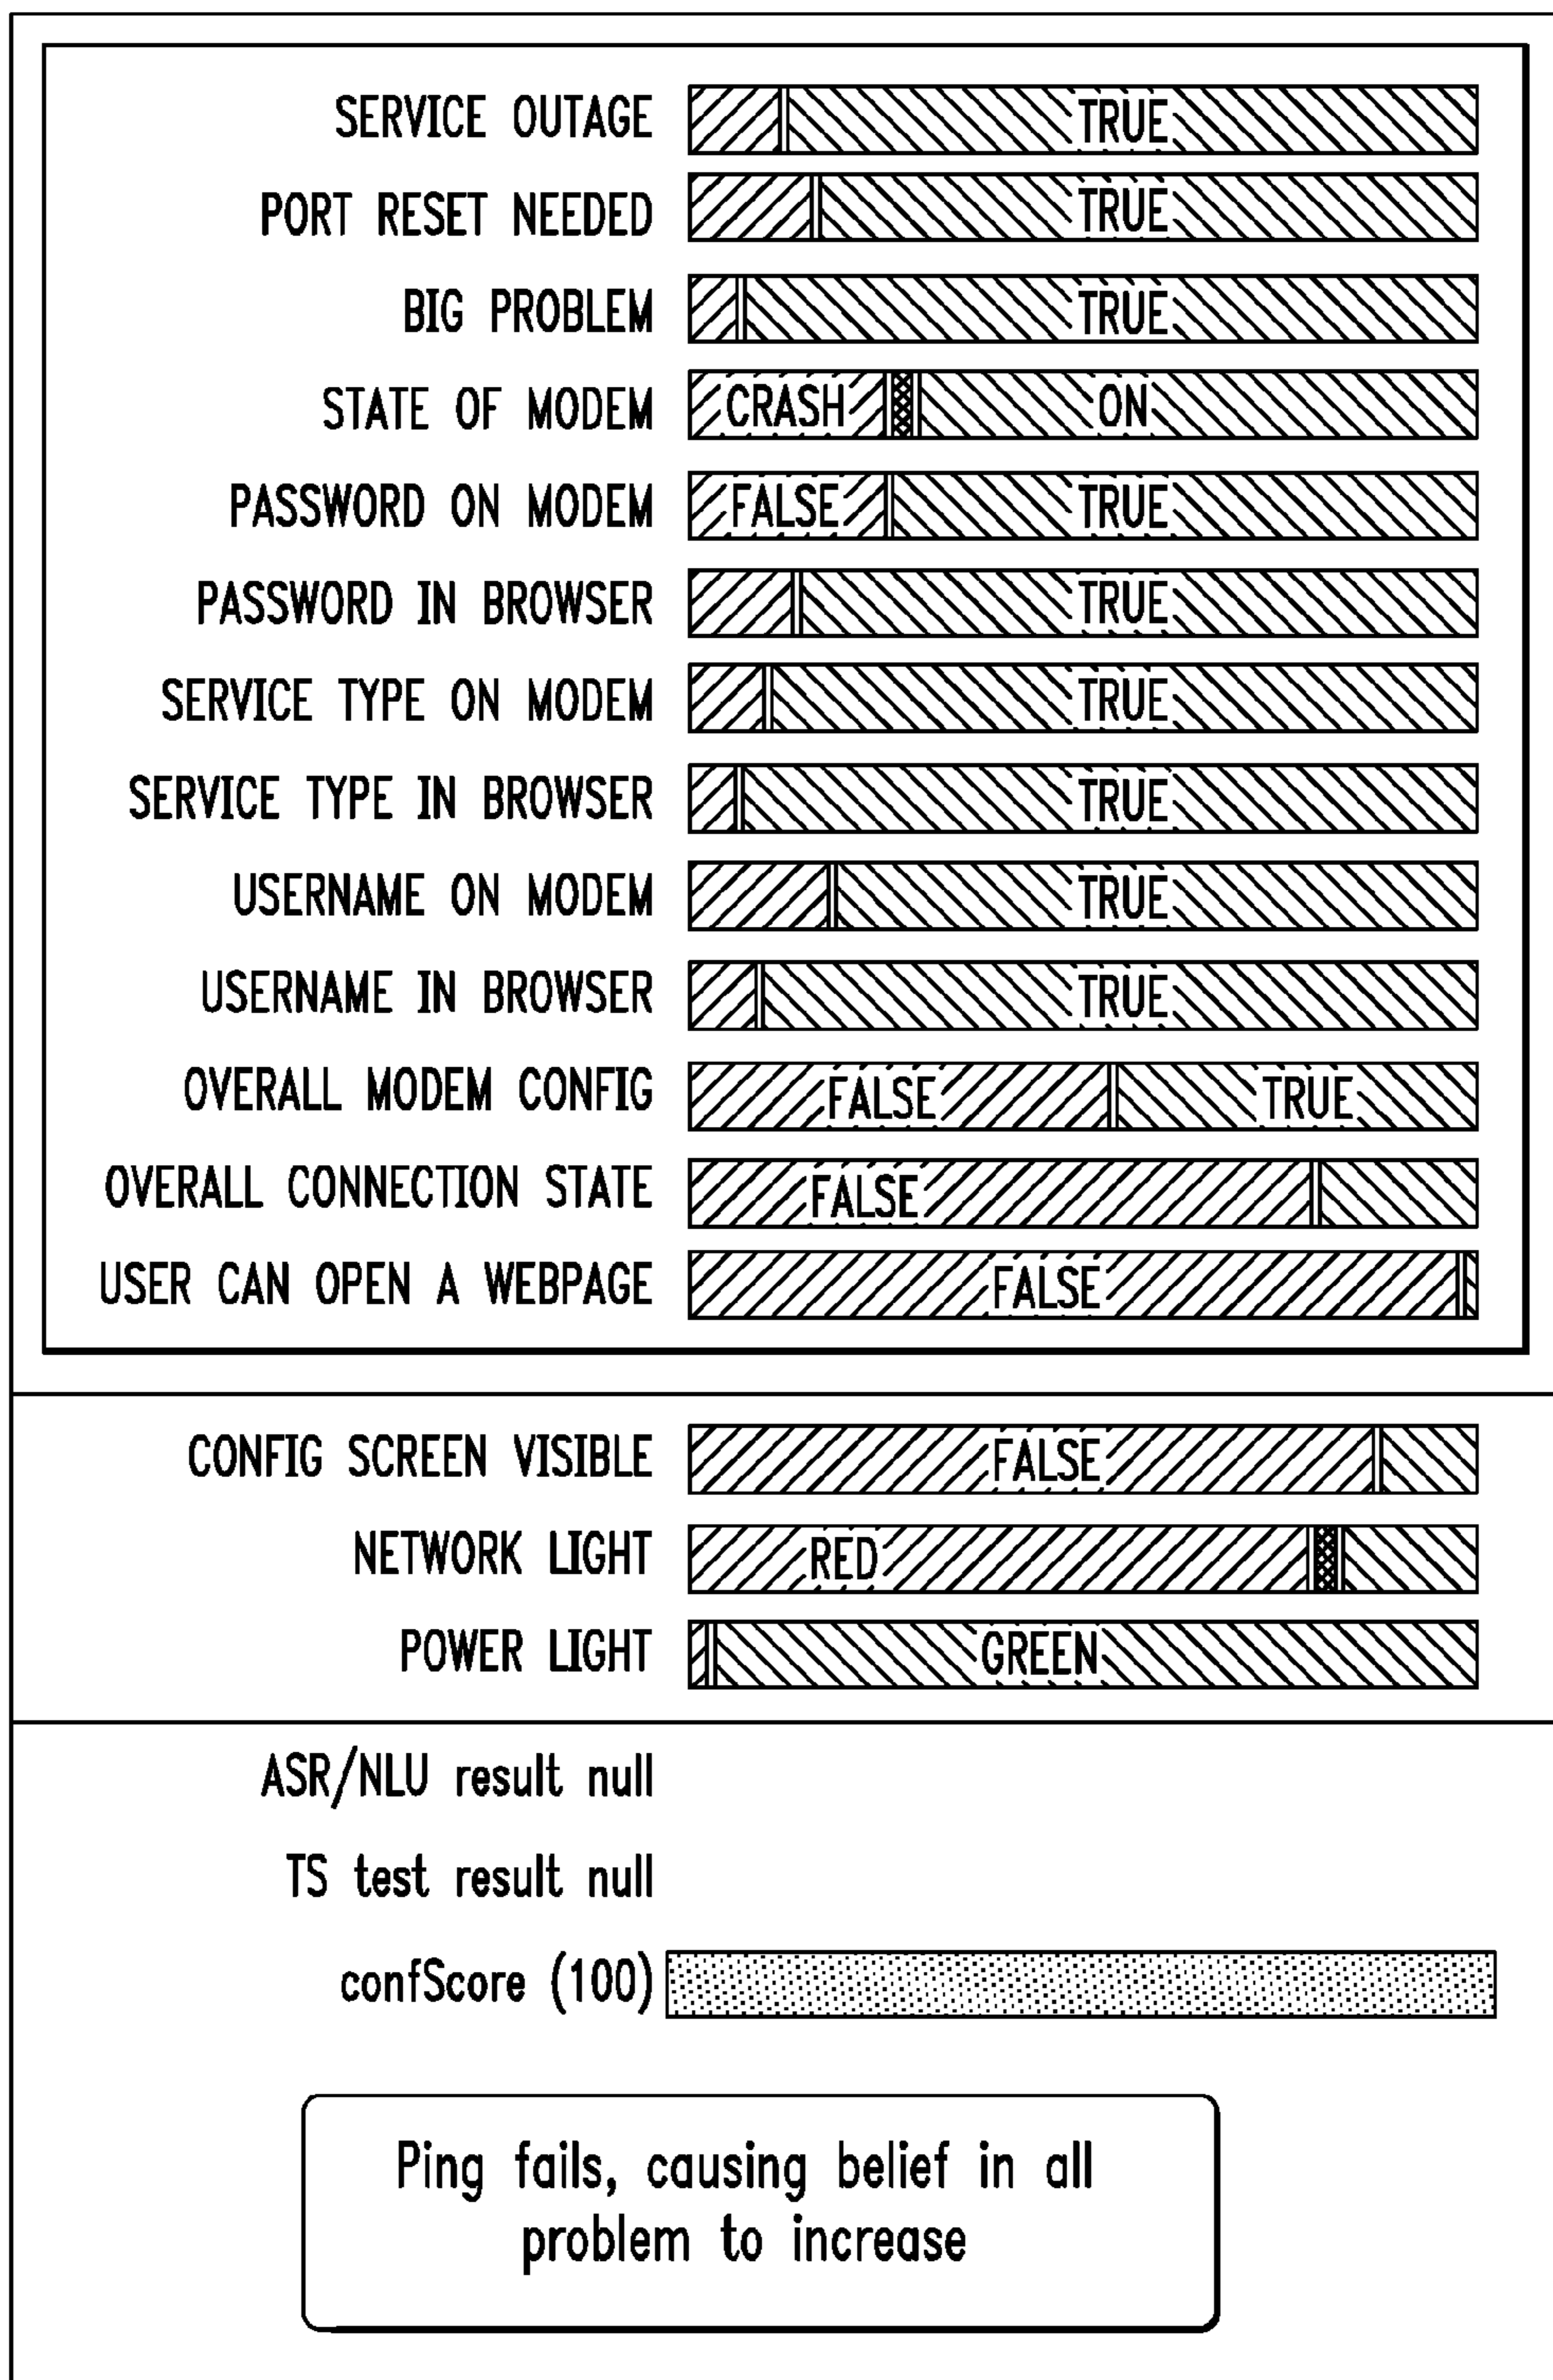 SERVICE OUTAGE TRUE
PORT RESET NEEDED TRUE
BIG PROBLEM TRUE
STATE OF MODEM CRASH ON
PASSWORD ON MODEM FALSE TRUE
PASSWORD IN BROWSER TRUE
SERVICE TYPE ON MODEM TRUE
SERVICE TYPE IN BROWSER TRUE
USERNAME ON MODEM TRUE
USERNAME IN BROWSER TRUE
OVERALL MODEM CONFIG FALSE TRUE
OVERALL CONNECTION STATE FALSE
USER CAN OPEN A WEBPAGE FALSE
CONFIG SCREEN VISIBLE FALSE
NETWORK LIGHT RED
POWER LIGHT GREEN
ASR/NLU result null
TS test result null
confScore (100)
Ping fails, causing belief in all
problem to increase